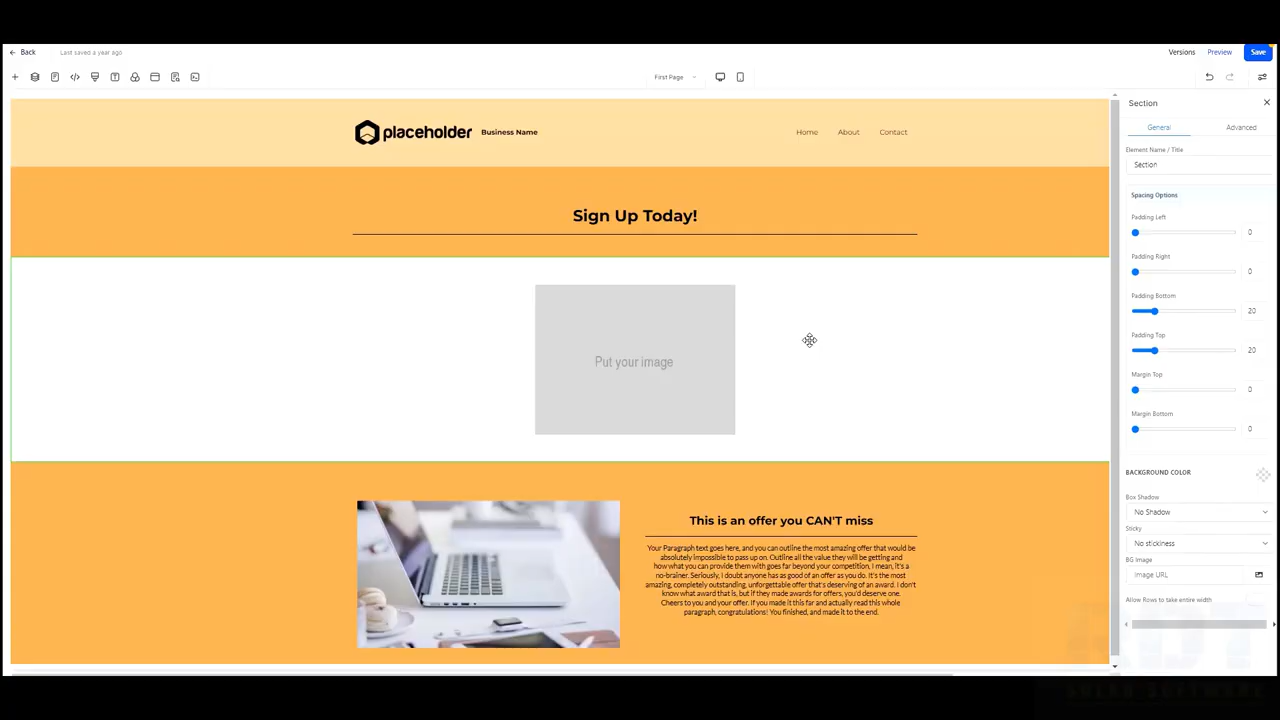 Back
Last saved a year ago
Versions
Preview
Save
First Page
placeholder
Business Name
Home
About
Contact
Sign Up Today!
Put your image
This is an offer you CAN'T miss
Your Paragraph text goes here, and you can outline the most amazing offer that would be
absolutely impossible to pass up on. Outline all the value they will be getting and
how what you can provide them with goes far beyond your competition, I mean, it's a
no-brainer. Seriously, I doubt anyone has as good of an offer as you do. It's the most
amazing, completely outstanding, unforgettable offer that's deserving of an award. I don't
know what award that is, but if they made awards for offers, you'd deserve one.
Cheers to you and your offer. If you made it this far and actually read this whole
paragraph, congratulations! You finished, and made it to the end.
Section
General
Advanced
Element Name / Title
Section
Spacing Options
Padding Left
0
Padding Right
0
Padding Bottom
20
Padding Top
20
Margin Top
0
Margin Bottom
0
BACKGROUND COLOR
Box Shadow
No Shadow
Sticky
No stickiness
BG Image
Image URL
Allow Rows to take entire width